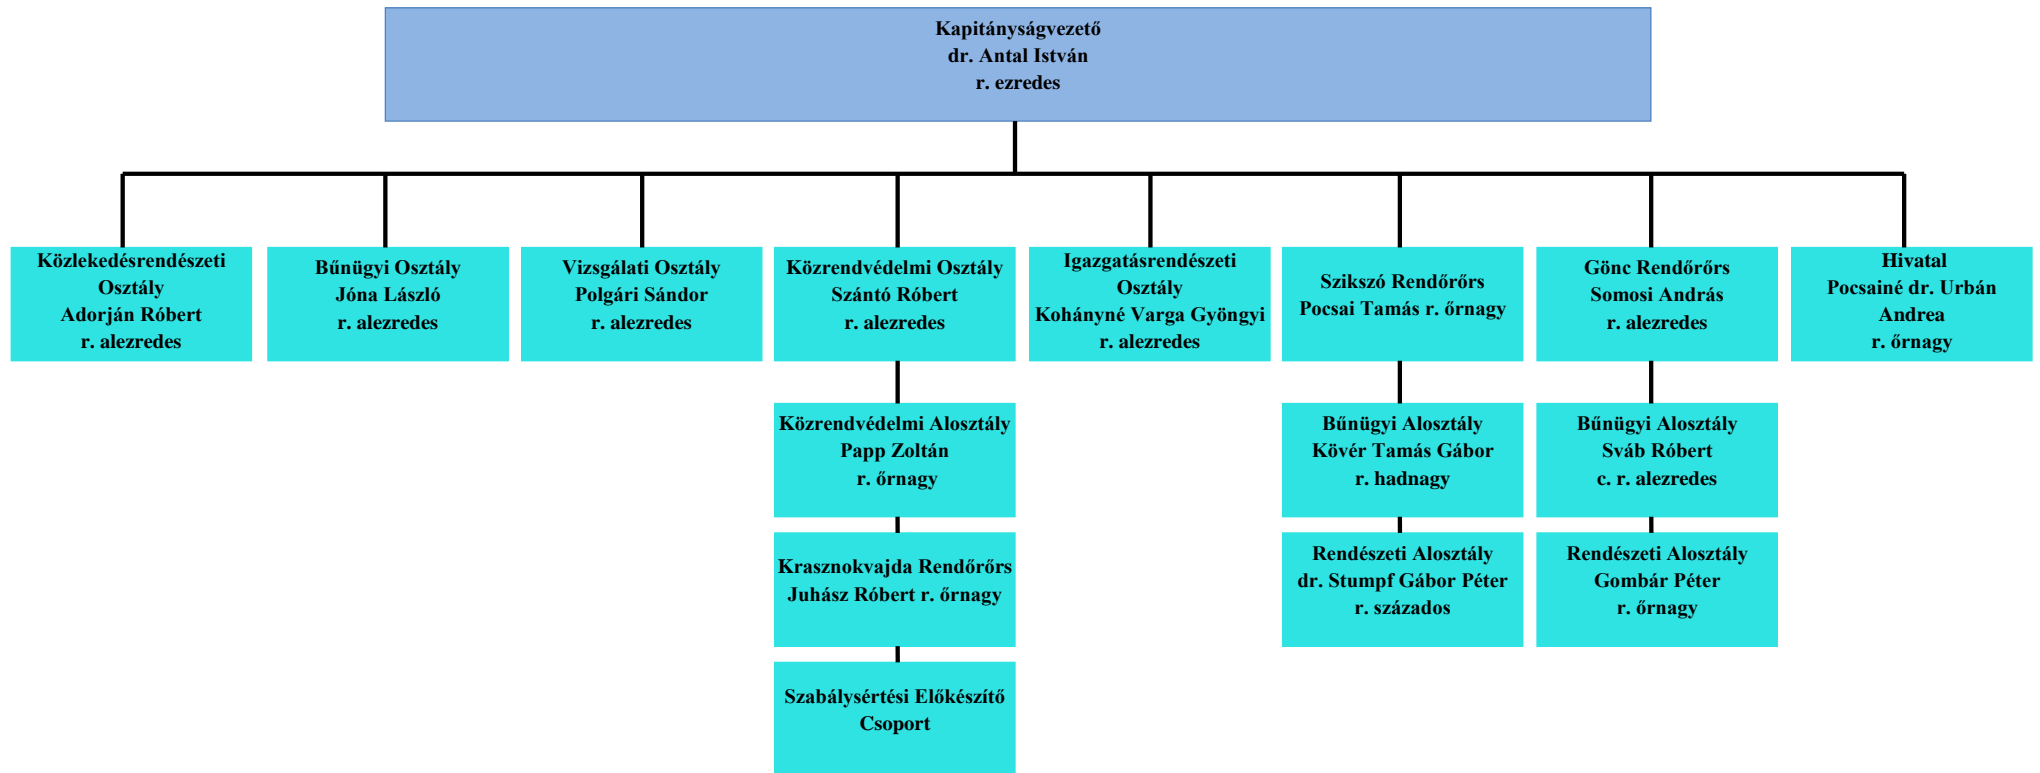 Kapitányságvezető
dr. Antal István
r. ezredes
Közlekedésrendészeti
Osztály
Adorján Róbert
r. alezredes
Bűnügyi Osztály
Jóna László
r. alezredes
Vizsgálati Osztály
Polgári Sándor
r. alezredes
Közrendvédelmi Osztály
Szántó Róbert
r. alezredes
Igazgatásrendészeti
Osztály
Kohányné Varga Gyöngyi
r. alezredes
Szikszó Rendőrőrs
Pocsai Tamás r. őrnagy
Gönc Rendőrőrs
Somosi András
r. alezredes
Hivatal
Pocsainé dr. Urbán
Andrea
r. őrnagy
Közrendvédelmi Alosztály
Papp Zoltán
r. őrnagy
Bűnügyi Alosztály
Kövér Tamás Gábor
r. hadnagy
Bűnügyi Alosztály
Sváb Róbert
c. r. alezredes
Krasznokvajda Rendőrőrs
Juhász Róbert r. őrnagy
Rendészeti Alosztály
dr. Stumpf Gábor Péter
r. százados
Rendészeti Alosztály
Gombár Péter
r. őrnagy
Szabálysértési Előkészítő
Csoport